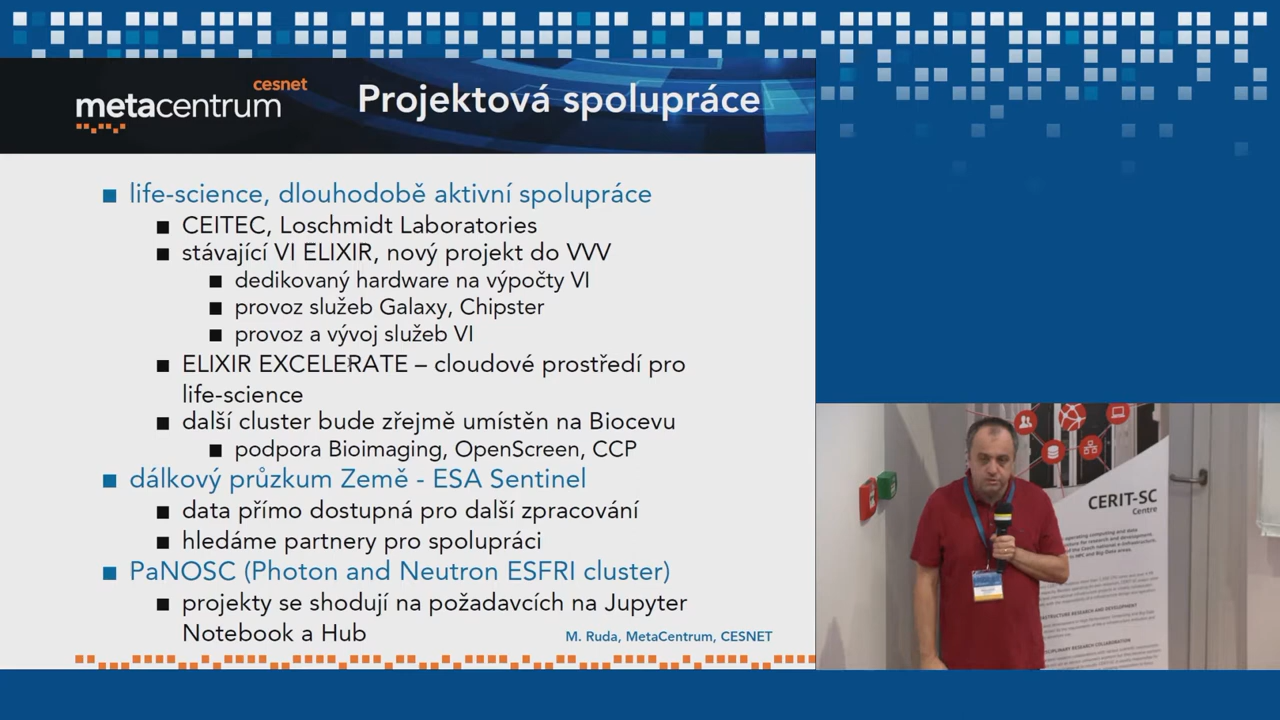 cesnet
metacentrum
Projektová spolupráce
life-science, dlouhodobě aktivní spolupráce
CEITEC, Loschmidt Laboratories
stávající VI ELIXIR, nový projekt do VVV
dedikovaný hardware na výpočty VI
provoz služeb Galaxy, Chipster
provoz a vývoj služeb VI
ELIXIR EXCELERATE – cloudové prostředí pro
life-science
další cluster bude zřejmě umístěn na Biocevu
podpora Bioimaging, OpenScreen, CCP
dálkový průzkum Země - ESA Sentinel
data přímo dostupná pro další zpracování
hledáme partnery pro spolupráci
PaNOSC (Photon and Neutron ESFRI cluster)
projekty se shodují na požadavcích na Jupyter
Notebook a Hub
M. Ruda, MetaCentrum, CESNET
CERIT-SC
Centre